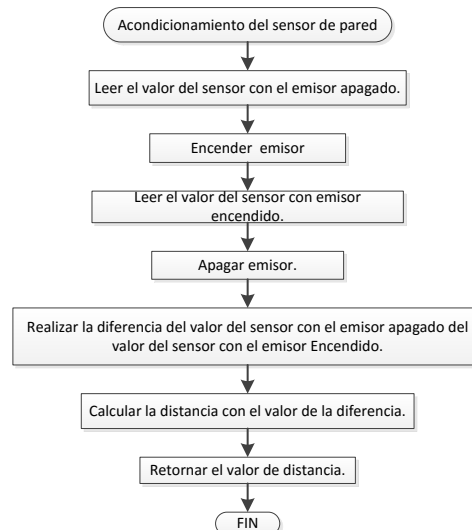 Acondicionamiento del sensor de pared
Leer el valor del sensor con el emisor apagado.
Encender emisor
Leer el valor del sensor con emisor
encendido.
Apagar emisor.
Realizar la diferencia del valor del sensor con el emisor apagado del
valor del sensor con el emisor Encendido.
Calcular la distancia con el valor de la diferencia.
Retornar el valor de distancia.
FIN